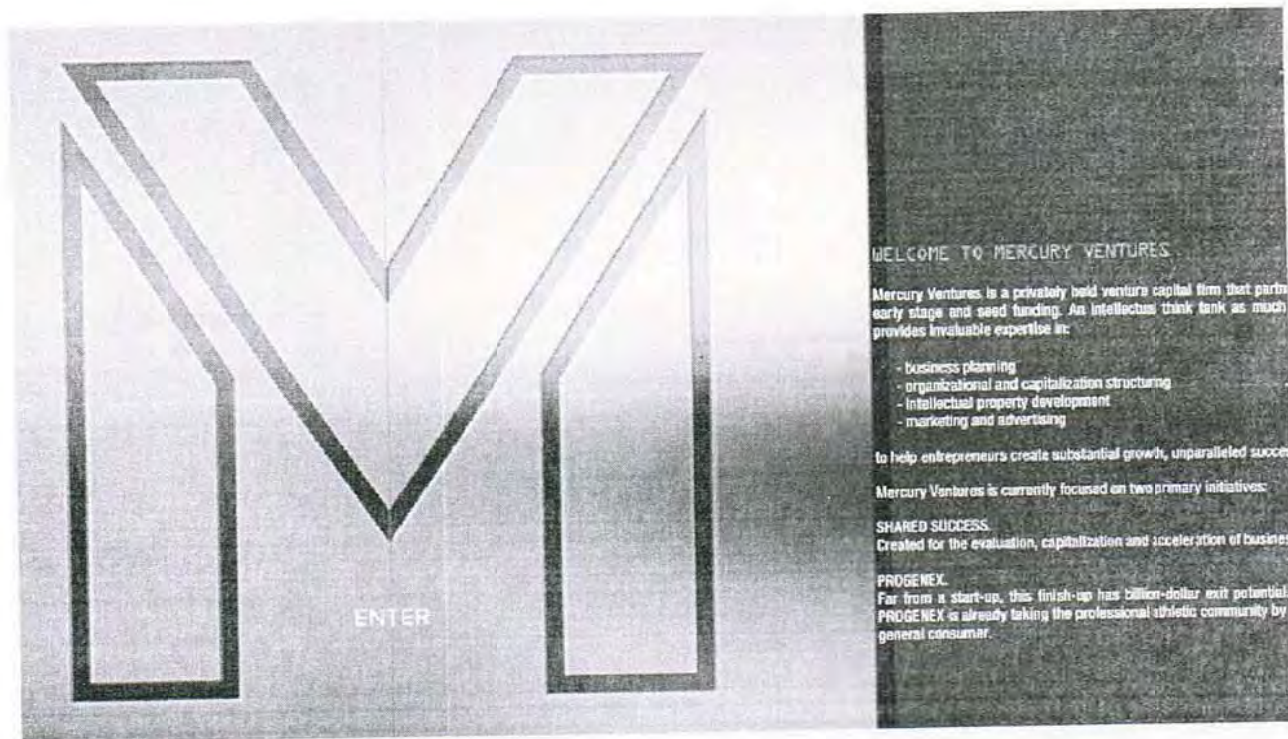 ENTER
WELCOME TO MERCURY VENTURES
Mercury Ventures is a privately held venture capital firm that partn
early stage and seed funding. An intellectus think tank as much
provides invaluable expertise in:
- business planning
- organizational and capitalization structuring
- intellectual property development
- marketing and advertising
to help entrepreneurs create substantial growth, unparalleled succes
Mercury Ventures is currently focused on two primary initiatives:
SHARED SUCCESS.
Created for the evaluation, capitalization and acceleration of busines
PROGENEX.
Far from a start-up, this finish-up has billion-dollar exit potential.
PROGENEX is already taking the professional athletic community by
general consumer.